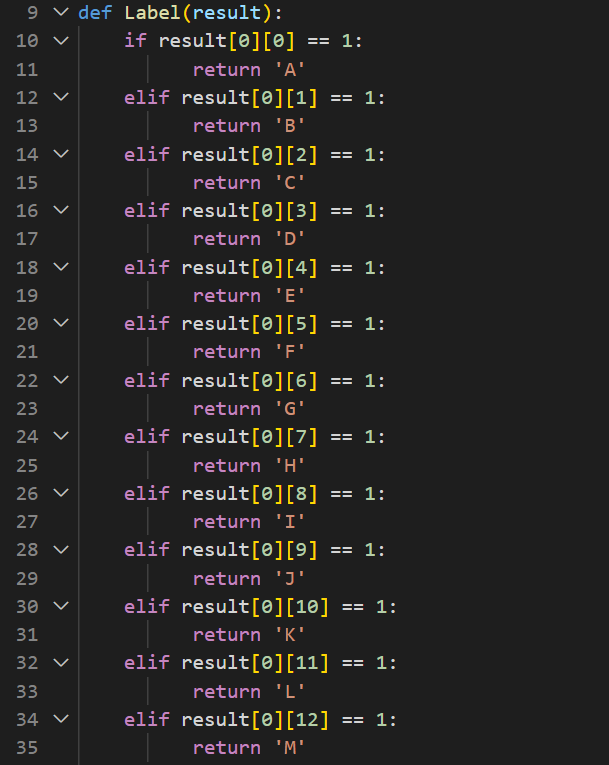 9 def Label(result):
10 if result[0][0] == 1:
11 return 'A'
12 elif result[0][1] == 1:
13 return 'B'
14 elif result[0][2] == 1:
15 return 'C'
16 elif result[0][3] == 1:
17 return 'D'
18 elif result[0][4] == 1:
19 return 'E'
20 elif result[0][5] == 1:
21 return 'F'
22 elif result[0][6] == 1:
23 return 'G'
24 elif result[0][7] == 1:
25 return 'H'
26 elif result[0][8] == 1:
27 return 'I'
28 elif result[0][9] == 1:
29 return 'J'
30 elif result[0][10] == 1:
31 return 'K'
32 elif result[0][11] == 1:
33 return 'L'
34 elif result[0][12] == 1:
35 return 'M'